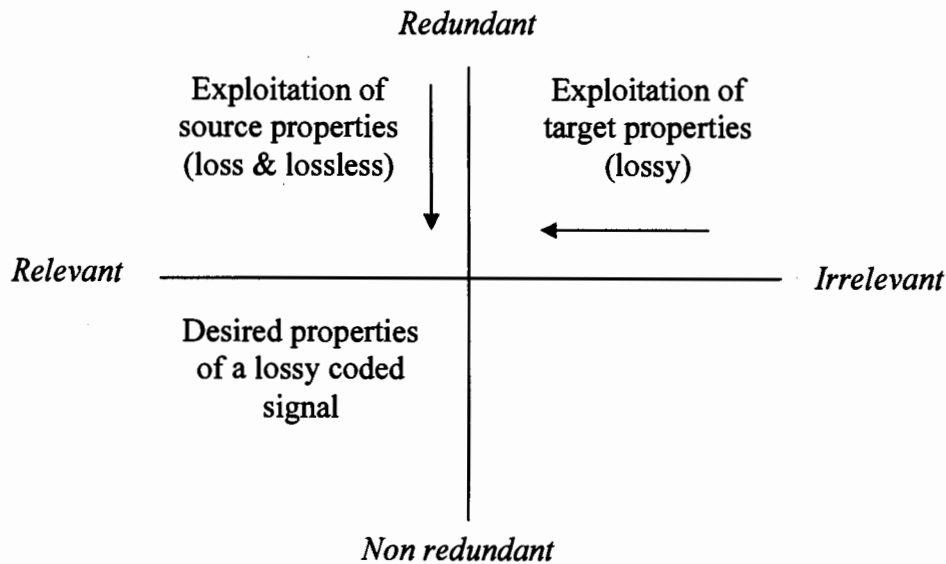 Redundant
Exploitation of
source properties
(loss & lossless)
Exploitation of
target properties
(lossy)
Relevant
Irrelevant
Desired properties
of a lossy coded
signal
Non redundant